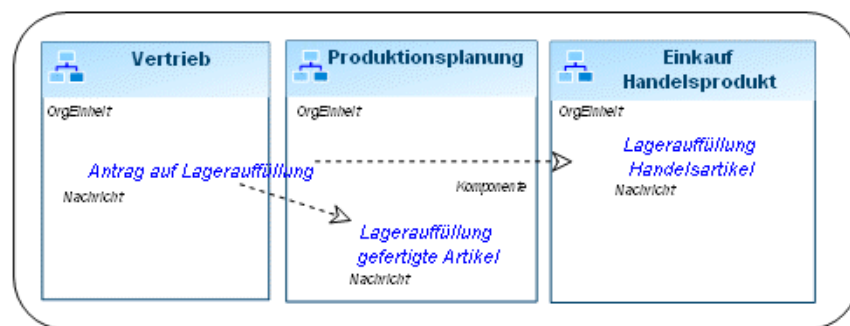 Vertrieb
OrgEinheit
Antrag auf Lagerauffüllung
Nachricht
Produktionsplanung
OrgEinheit
Komponente
Lagerauffüllung
gefertigte Artikel
Nachricht
Einkauf
Handelsprodukt
OrgEinheit
Lagerauffüllung
Handelsartikel
Nachricht